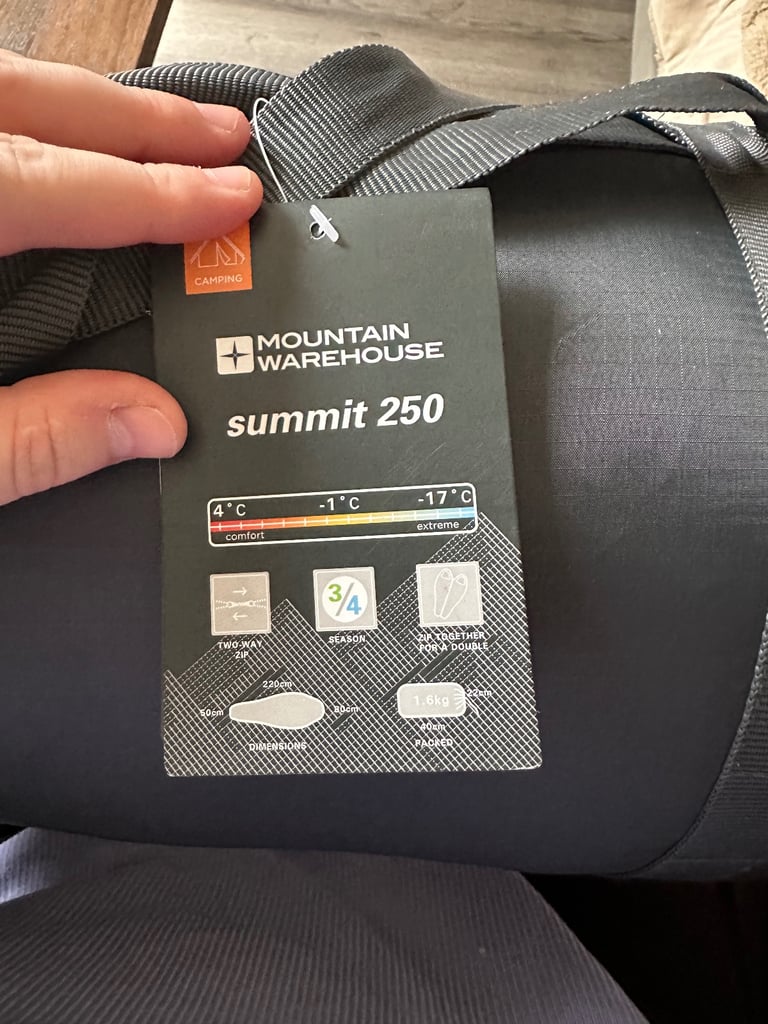 CAMPING
MOUNTAIN
WAREHOUSE
summit 250
4°C -1°C -17°C
comfort extreme
3/4
TWO-WAY
ZIP
SEASON
ZIP TOGETHER
FOR A DOUBLE
220cm
50cm
80cm
DIMENSIONS
1.6kg
22cm
40cm
PACKED